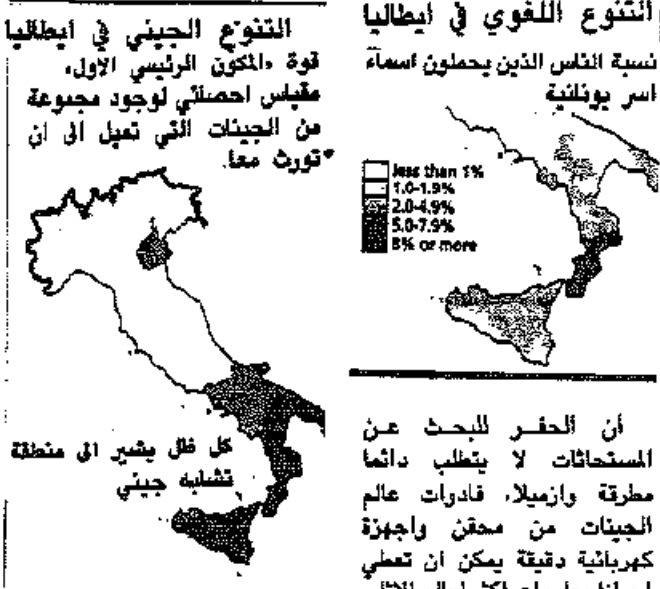 التنوع اللغوي في ايطاليا
نسبة الناس الذين يحملون اسماء
اسر يونانية
less than 1%
1.0-1.9%
2.0-4.9%
5.0-7.9%
8% or more
أن الحفر للبحث عن
المستحاثات لا يتطلب دائما
مطرقة وازميلا، فادوات عالم
الجينات من محقن واجهزة
كهربائية دقيقة يمكن ان تعطي
التنوع الجيني في ايطاليا
قوة «المكون الرئيسي الاول»
مقياس احصائي لوجود مجموعة
من الجينات التي تميل الى ان
تورث معا.
كل ظل يشير الى منطقة
تشابه جيني